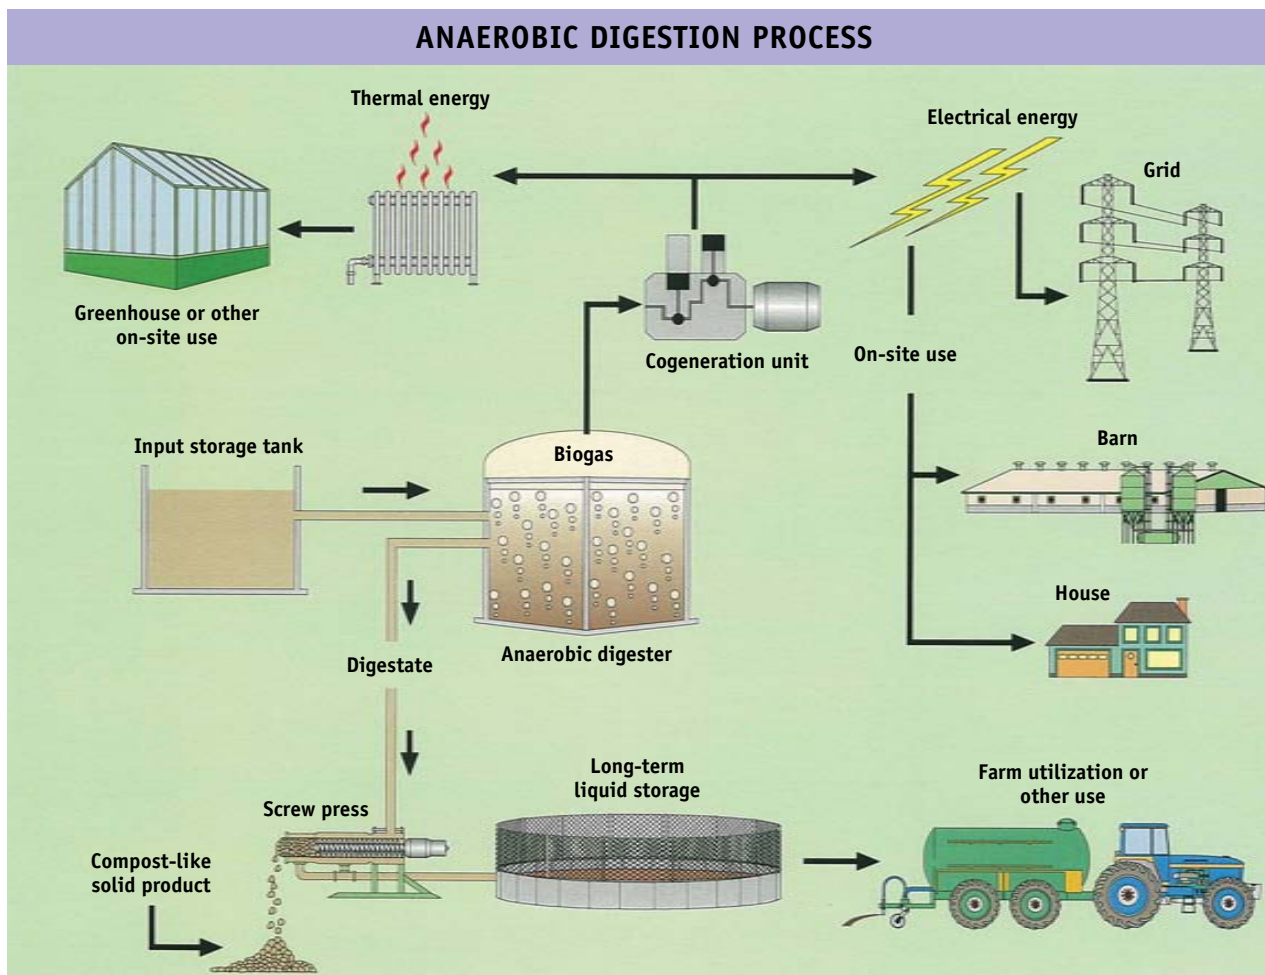 ANAEROBIC DIGESTION PROCESS
Thermal energy
Electrical energy
Grid
Greenhouse or other
on-site use
Cogeneration unit
On-site use
Input storage tank
Biogas
Barn
House
Anaerobic digester
Digestate
Long-term
liquid storage
Farm utilization or
other use
Screw press
Compost-like
solid product